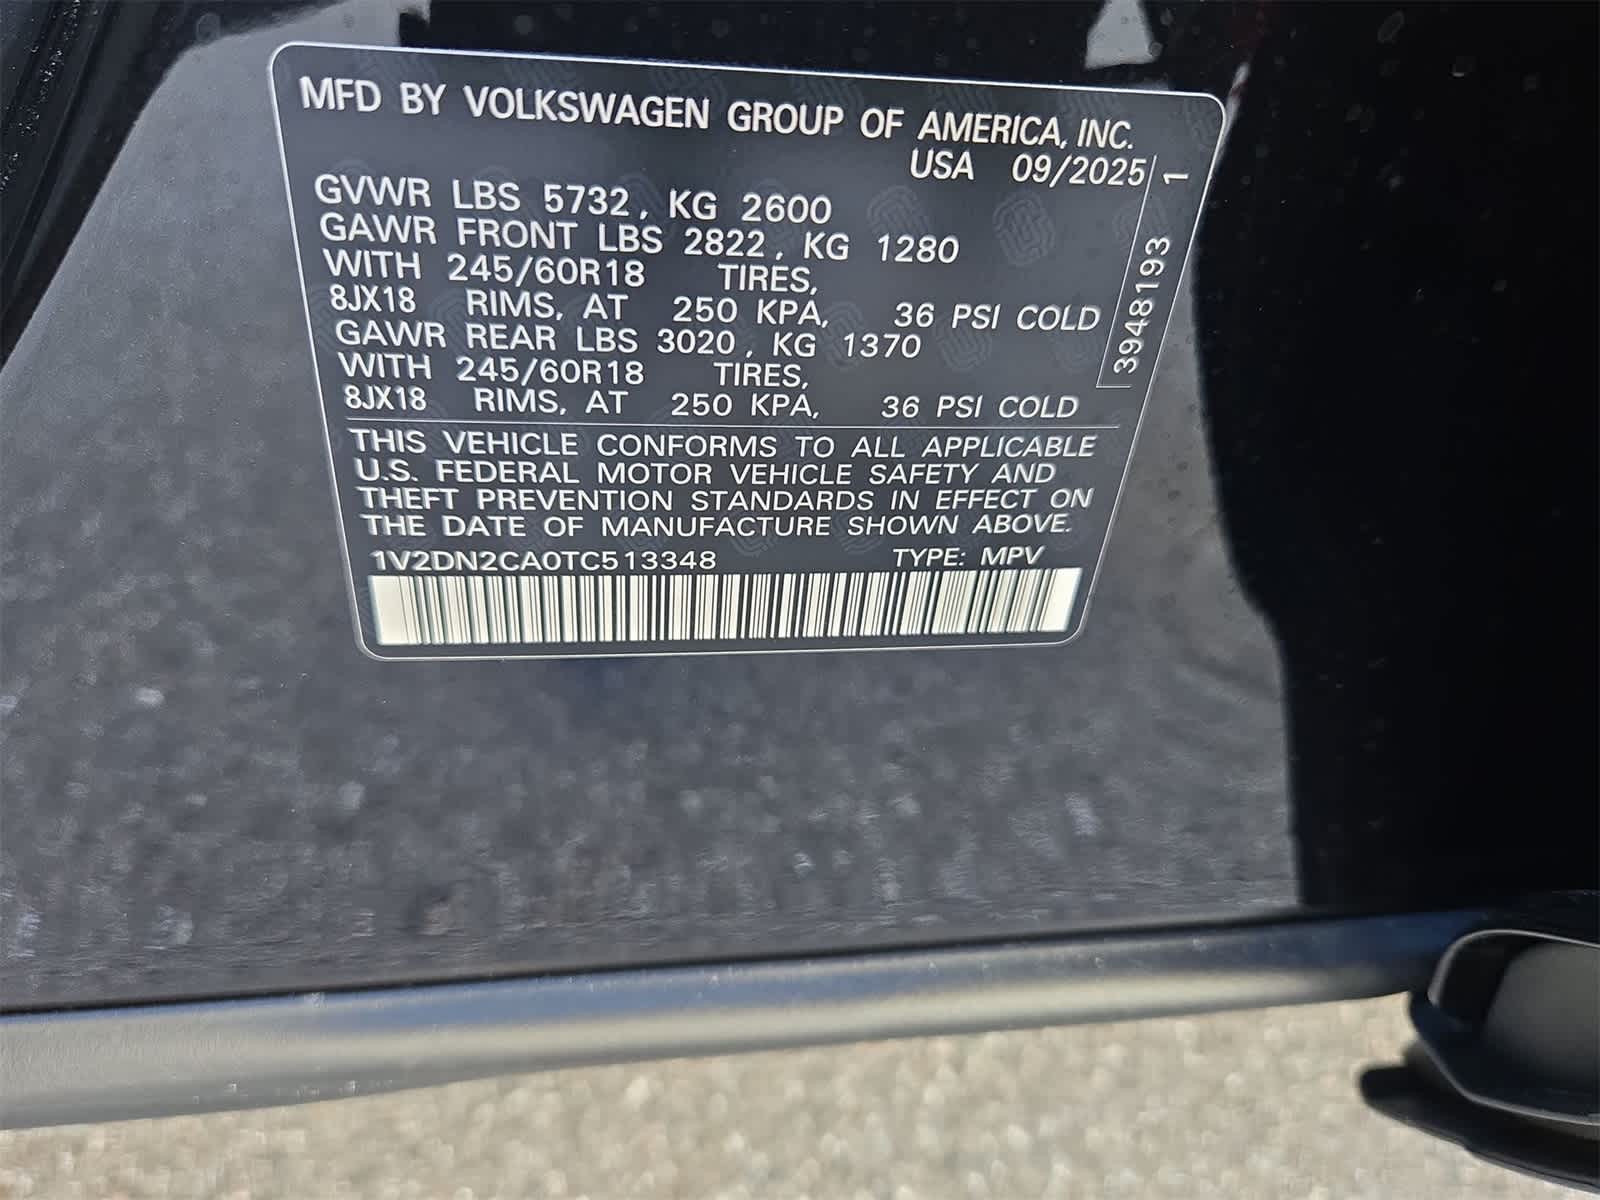 MFD BY VOLKSWAGEN GROUP OF AMERICA, INC.
USA 09/2025
GVWR LBS 5732, KG 2600
GAWR FRONT LBS 2822, KG 1280
WITH 245/60R18 TIRES,
8JX18 RIMS, AT 250 KPA, 36 PSI COLD
GAWR REAR LBS 3020, KG 1370
WITH 245/60R18 TIRES,
8JX18 RIMS, AT 250 KPA, 36 PSI COLD
3948193 1
THIS VEHICLE CONFORMS TO ALL APPLICABLE
U.S. FEDERAL MOTOR VEHICLE SAFETY AND
THEFT PREVENTION STANDARDS IN EFFECT ON
THE DATE OF MANUFACTURE SHOWN ABOVE.
1V2DN2CA0TC513348 TYPE: MPV